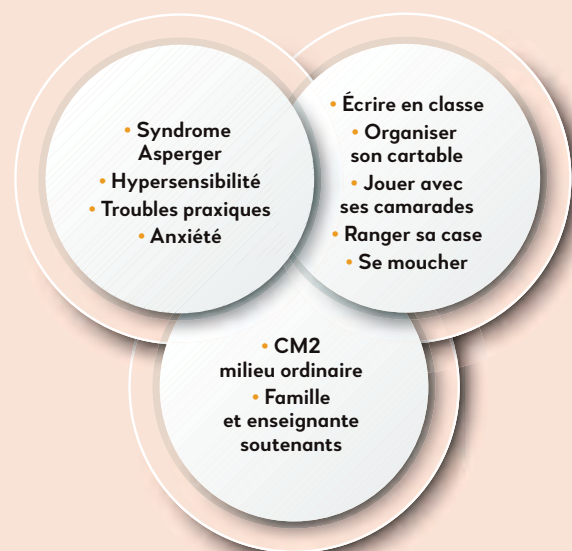 • Syndrome
Asperger
• Hypersensibilité
• Troubles praxiques
• Anxiété
• Écrire en classe
• Organiser
son cartable
• Jouer avec
ses camarades
• Ranger sa case
• Se moucher
• CM2
milieu ordinaire
• Famille
et enseignante
soutenants